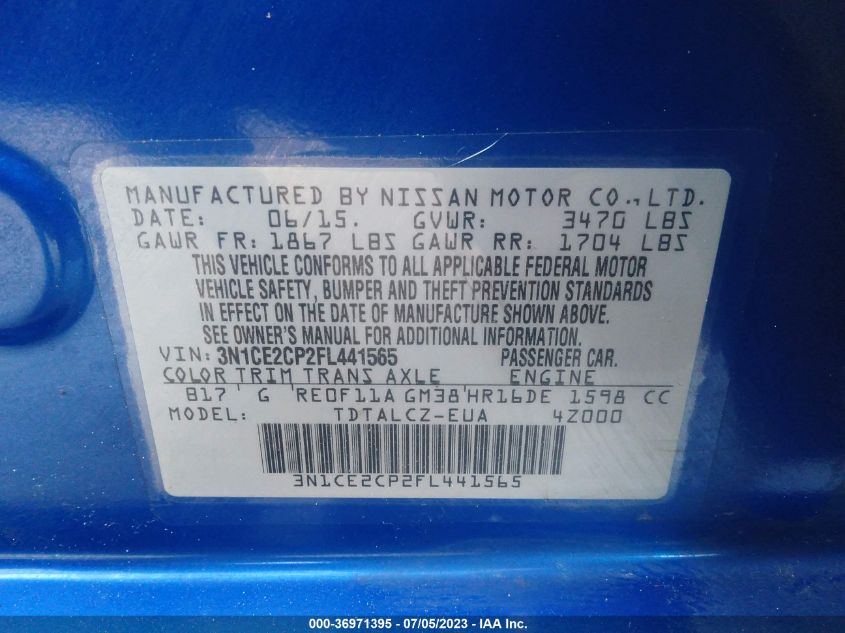 MANUFACTURED BY NISSAN MOTOR CO., LTD.
DATE: 06/15. GVWR: 3470 LBS
GAWR FR: 1867 LBS GAWR RR: 1704 LBS
THIS VEHICLE CONFORMS TO ALL APPLICABLE FEDERAL MOTOR
VEHICLE SAFETY, BUMPER AND THEFT PREVENTION STANDARDS
IN EFFECT ON THE DATE OF MANUFACTURE SHOWN ABOVE.
SEE OWNER'S MANUAL FOR ADDITIONAL INFORMATION.
VIN: 3N1CE2CP2FL441565 PASSENGER CAR.
COLOR TRIM TRANS AXLE ENGINE
B17 G RE0F11A GM38 HR16DE 1598 CC
MODEL: TDTALCZ-EUA 4Z000
3N1CE2CP2FL441565
000-36971395 - 07/05/2023 - IAA Inc.